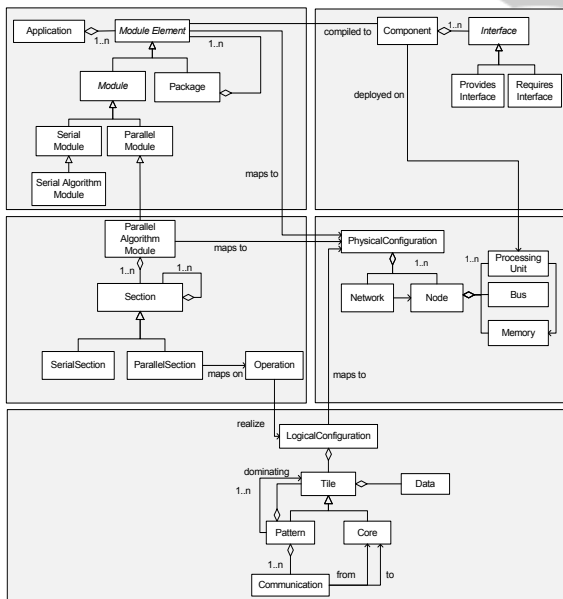 Application
1..n
Module Element
1..n
compiled to
Component
1..n
Interface
Module
Package
deployed on
Provides
Interface
Requires
Interface
Serial
Module
Parallel
Module
Serial Algorithm
Module
maps to
Parallel
Algorithm
Module
maps to
PhysicalConfiguration
1..n
1..n
Section
1..n
1..n
Processing
Unit
Network
Node
Bus
Memory
SerialSection
ParallelSection
maps on
Operation
maps to
realize
LogicalConfiguration
dominating
1..n
Tile
Data
Pattern
Core
1..n
Communication
from
to